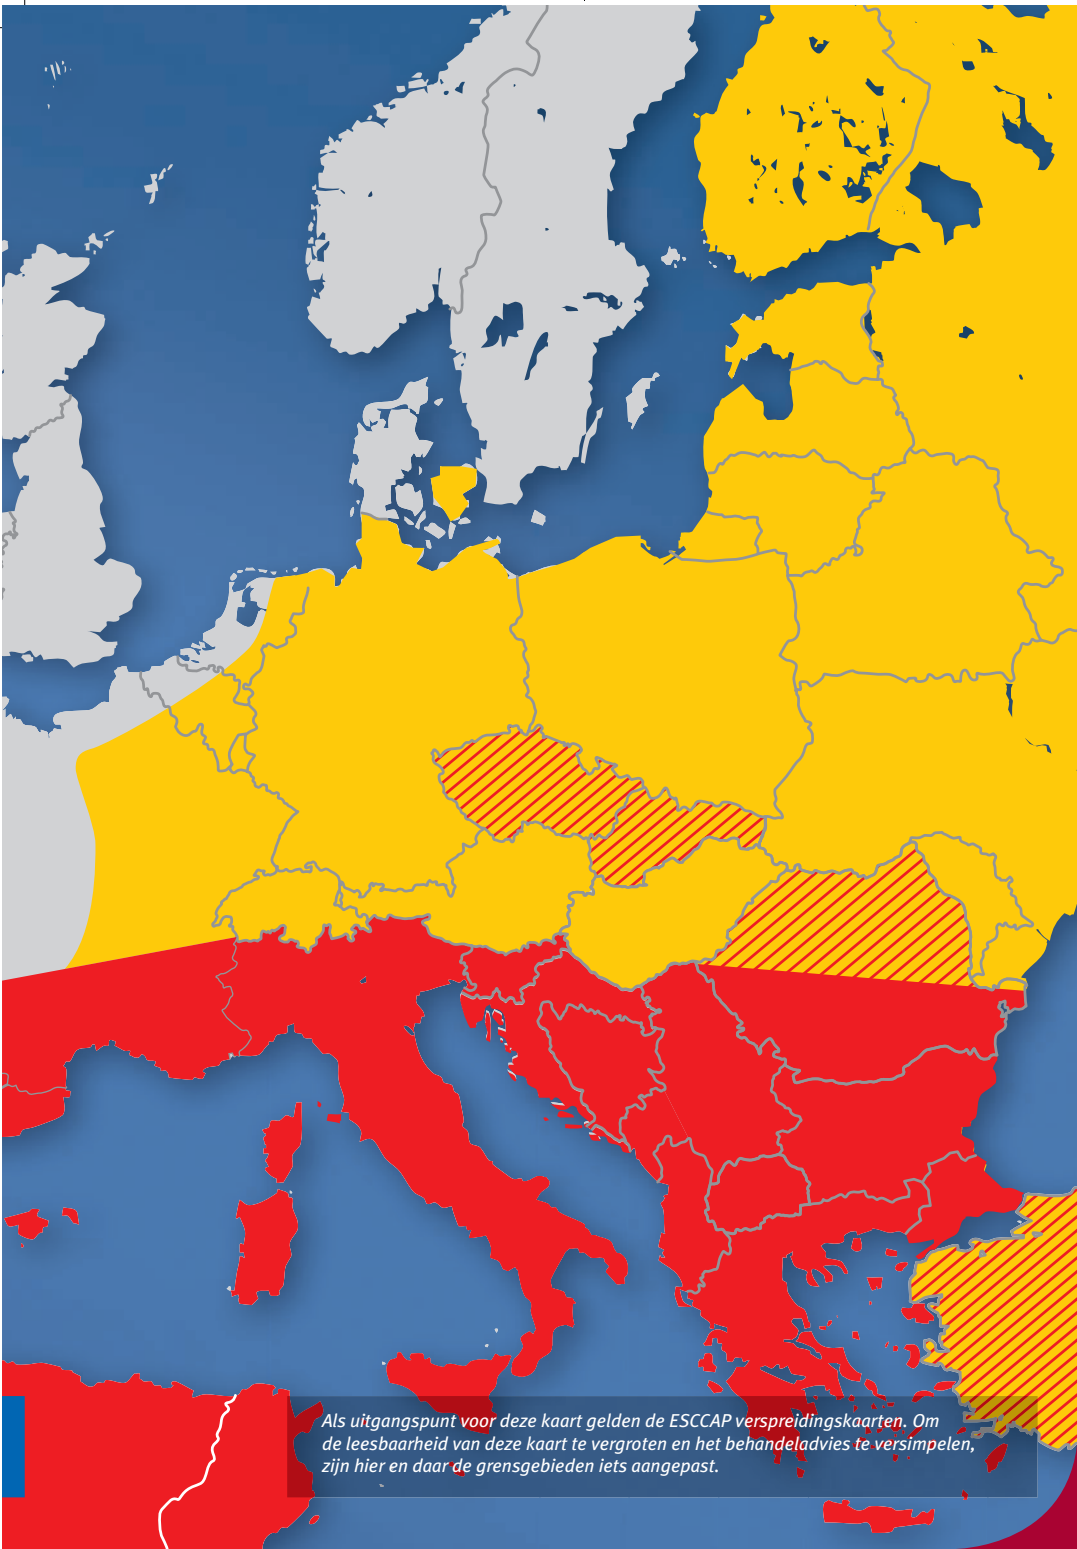 Als uitgangspunt voor deze kaart gelden de ESCCAP verspreidingskaarten. Om
de leesbaarheid van deze kaart te vergroten en het behandeladvies te versimpelen,
zijn hier en daar de grensgebieden iets aangepast.